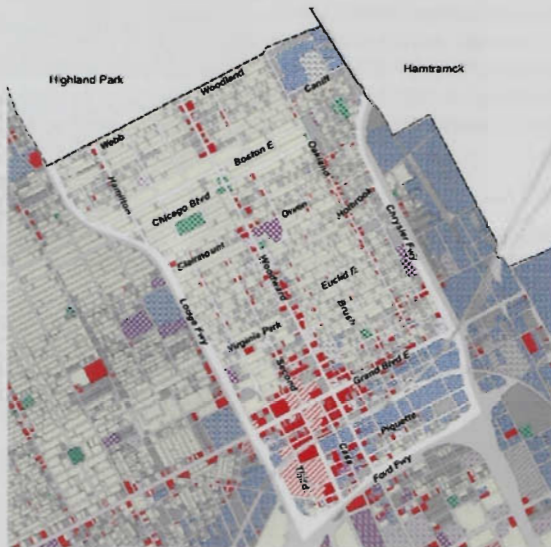 Highland Park
Hamtramck
Woodland
Caniff
Webb
Boston E
Oakland
Hamilton
Chicago Blvd
Owen
Holbrook
Chrysler Fwy
Clairmount
Woodward
Euclid E
Lodge Fwy
Brush
Virginia Park
Second
Grand Blvd E
Piquette
Cass
Ford Fwy
Third